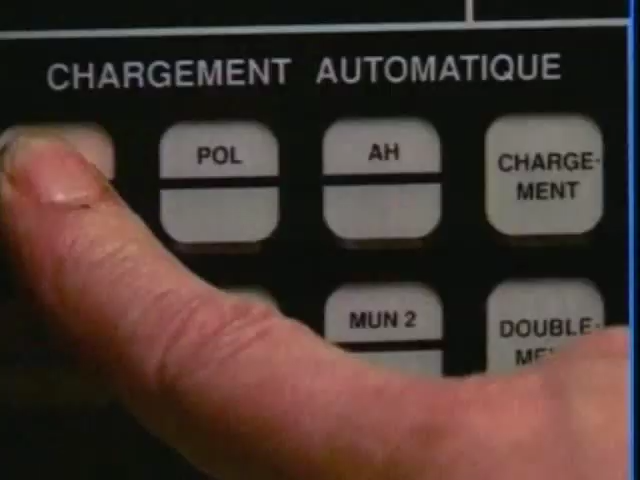 CHARGEMENT AUTOMATIQUE
POL
AH
CHARGE-
MENT
MUN 2
DOUBLE-